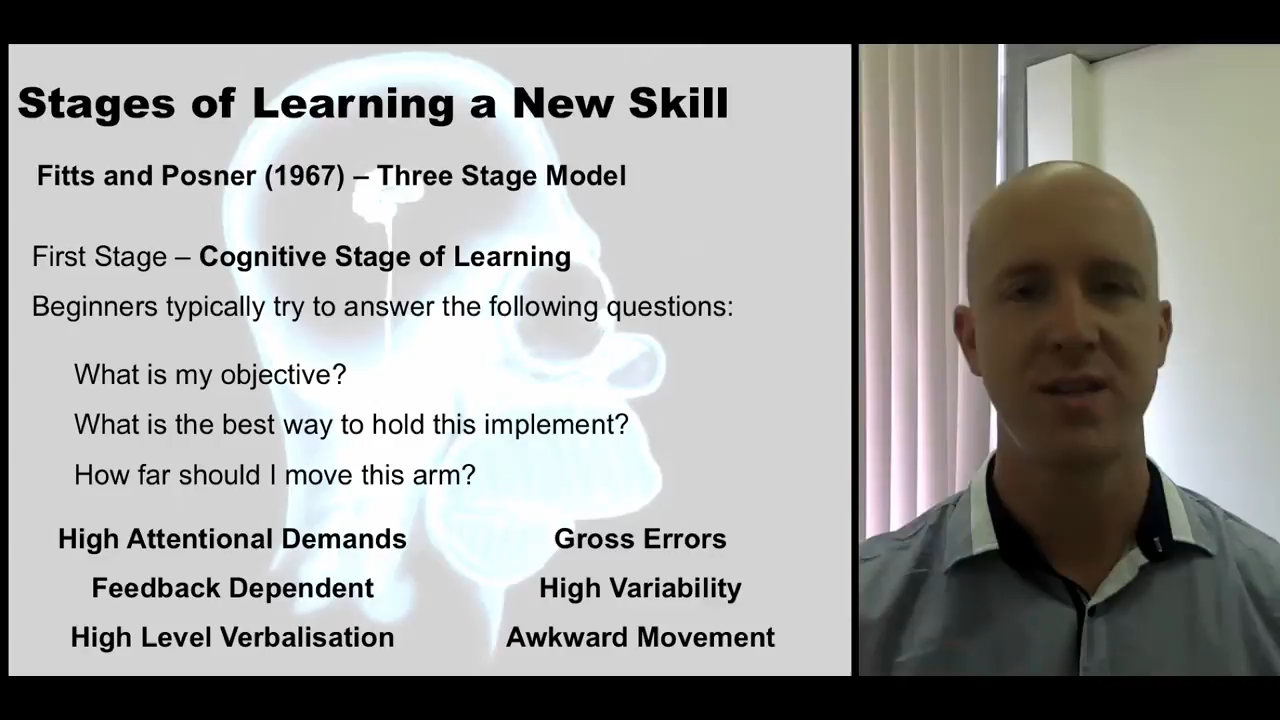 Stages of Learning a New Skill
Fitts and Posner (1967) – Three Stage Model
First Stage – Cognitive Stage of Learning
Beginners typically try to answer the following questions:
What is my objective?
What is the best way to hold this implement?
How far should I move this arm?
High Attentional Demands
Gross Errors
Feedback Dependent
High Variability
High Level Verbalisation
Awkward Movement